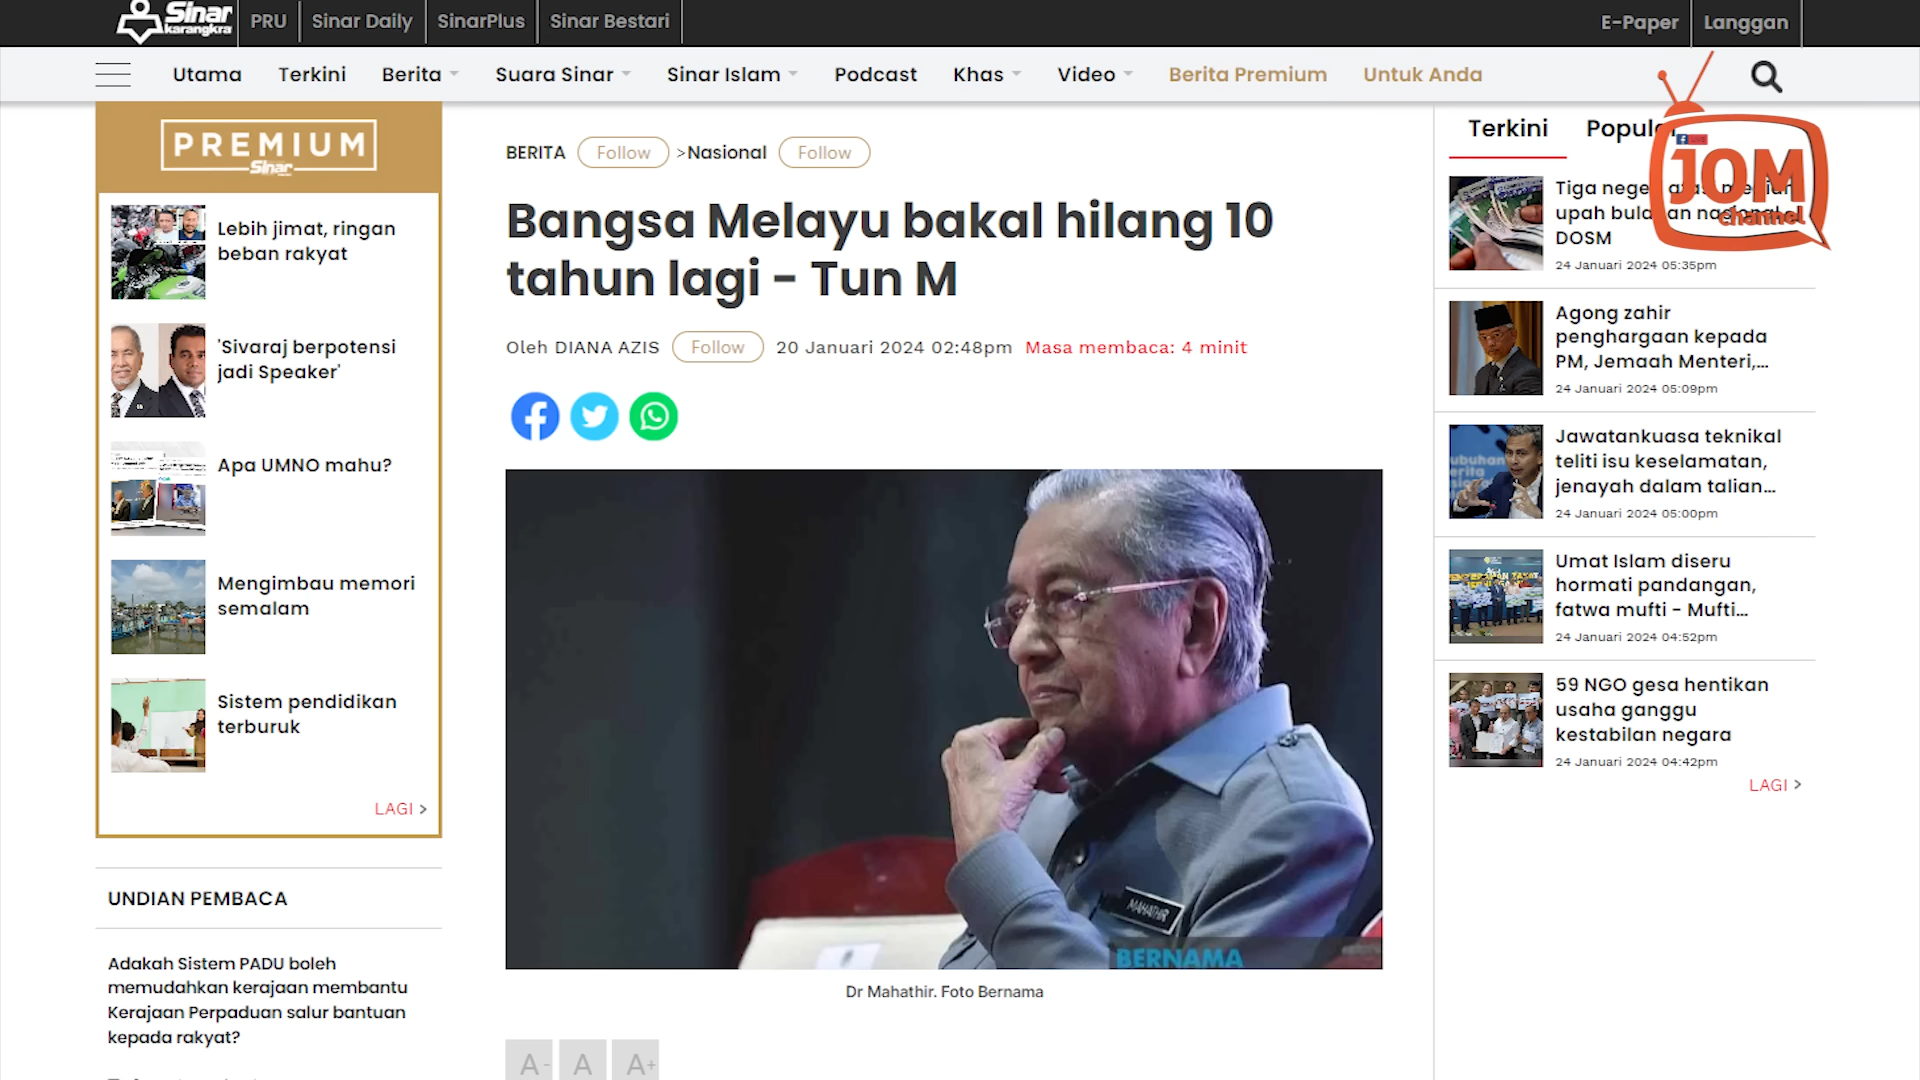 Sinar
karangkraf
PRU
Sinar Daily
SinarPlus
Sinar Bestari
E-Paper
Langgan
Utama
Terkini
Berita
Suara Sinar
Sinar Islam
Podcast
Khas
Video
Berita Premium
Untuk Anda
PREMIUM
Sinar
Lebih jimat, ringan
beban rakyat
'Sivaraj berpotensi
jadi Speaker'
Apa UMNO mahu?
Mengimbau memori
semalam
Sistem pendidikan
terburuk
LAGI >
UNDIAN PEMBACA
Adakah Sistem PADU boleh
memudahkan kerajaan membantu
Kerajaan Perpaduan salur bantuan
kepada rakyat?
BERITA Follow >Nasional Follow
Bangsa Melayu bakal hilang 10
tahun lagi - Tun M
Oleh DIANA AZIS Follow 20 Januari 2024 02:48pm Masa membaca: 4 minit
MAHATHIR
BERNAMA
Dr Mahathir. Foto Bernama
A- A A+
Terkini
JOM
channel
Tiga negeri atasi
upah bulanan
DOSM
24 Januari 2024 05:35pm
Agong zahir
penghargaan kepada
PM, Jemaah Menteri,...
24 Januari 2024 05:09pm
Jawatankuasa teknikal
teliti isu keselamatan,
jenayah dalam talian...
24 Januari 2024 05:00pm
Umat Islam diseru
hormati pandangan,
fatwa mufti - Mufti...
24 Januari 2024 04:52pm
59 NGO gesa hentikan
usaha ganggu
kestabilan negara
24 Januari 2024 04:42pm
LAGI >